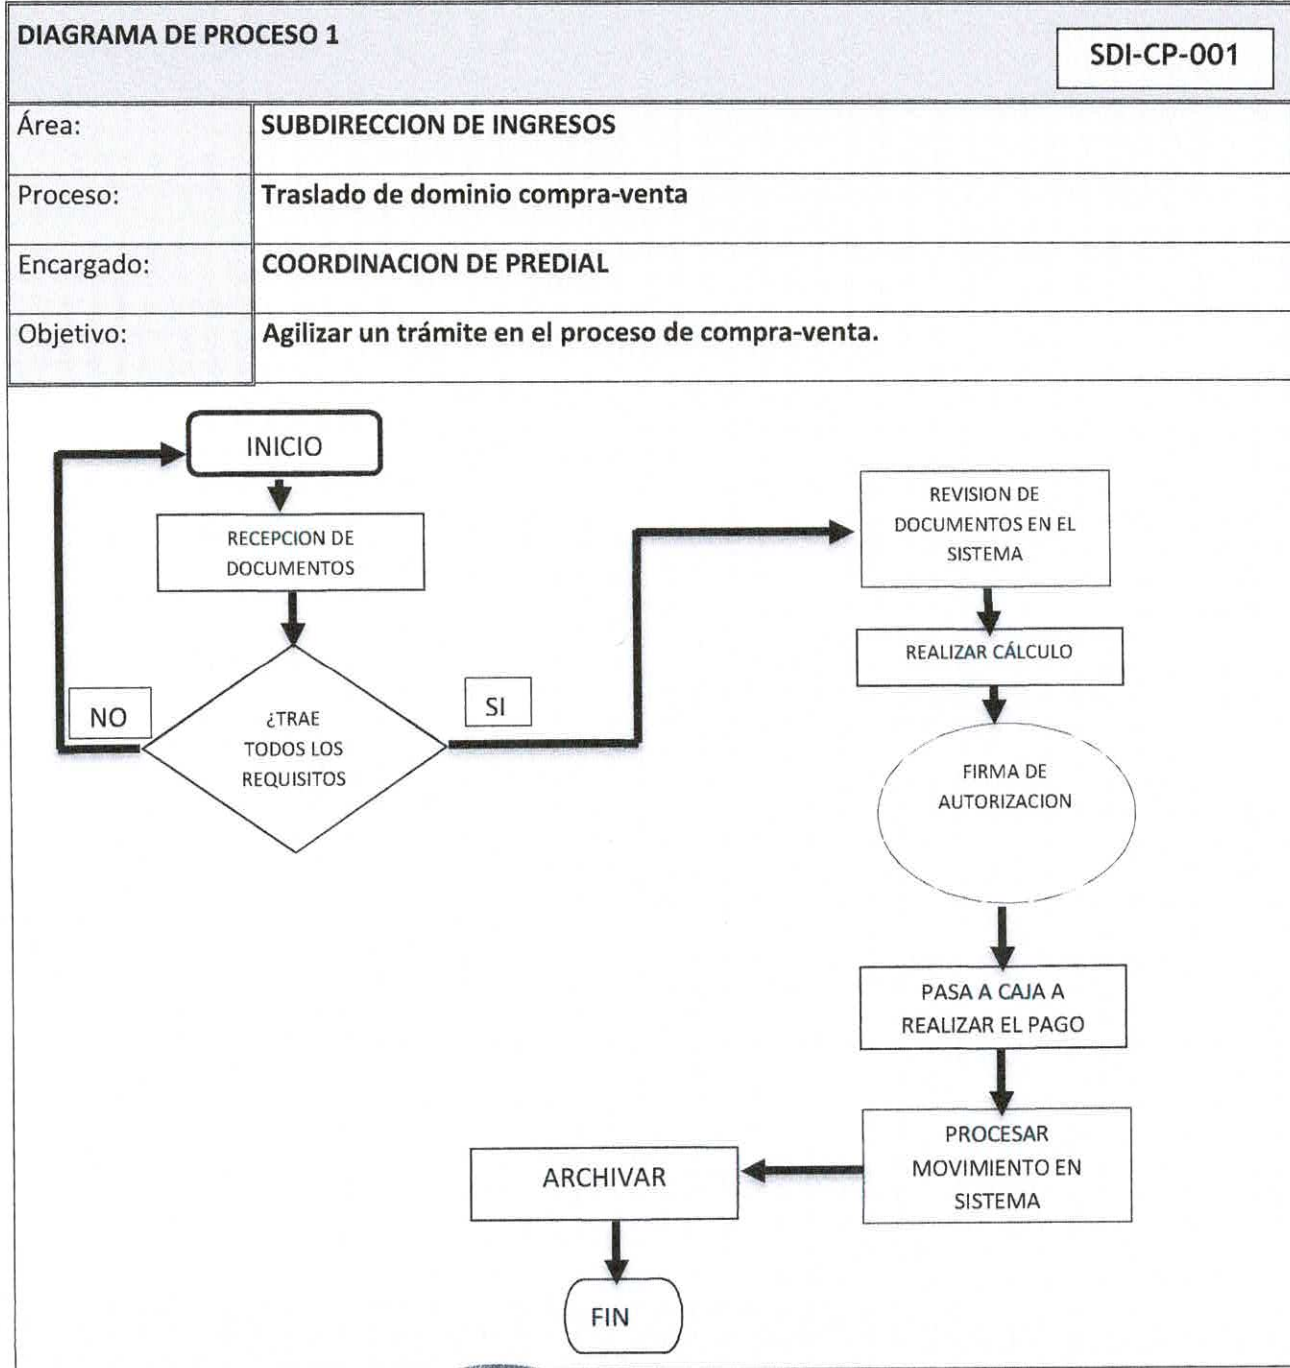 DIAGRAMA DE PROCESO 1
SDI-CP-001
Área:
SUBDIRECCION DE INGRESOS
Proceso:
Traslado de dominio compra-venta
Encargado:
COORDINACION DE PREDIAL
Objetivo:
Agilizar un trámite en el proceso de compra-venta.
INICIO
RECEPCION DE
DOCUMENTOS
¿TRAE
TODOS LOS
REQUISITOS
NO
SI
REVISION DE
DOCUMENTOS EN EL
SISTEMA
REALIZAR CÁLCULO
FIRMA DE
AUTORIZACION
PASA A CAJA A
REALIZAR EL PAGO
PROCESAR
MOVIMIENTO EN
SISTEMA
ARCHIVAR
FIN